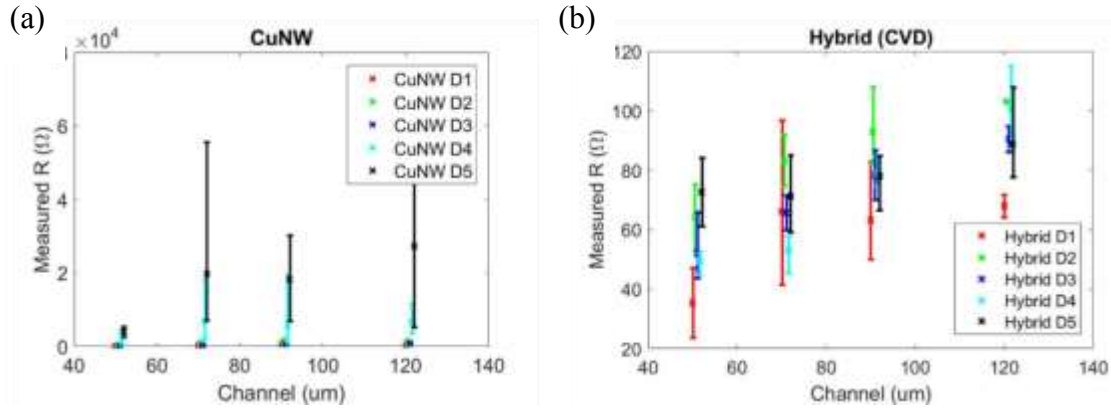 (a)
×10⁴
CuNW
CuNW D1
CuNW D2
CuNW D3
CuNW D4
CuNW D5
Measured R (Ω)
6
4
2
0
40 60 80 100 120 140
Channel (um)
(b)
Hybrid (CVD)
Measured R (Ω)
120
100
80
60
40
20
Hybrid D1
Hybrid D2
Hybrid D3
Hybrid D4
Hybrid D5
40 60 80 100 120 140
Channel (um)